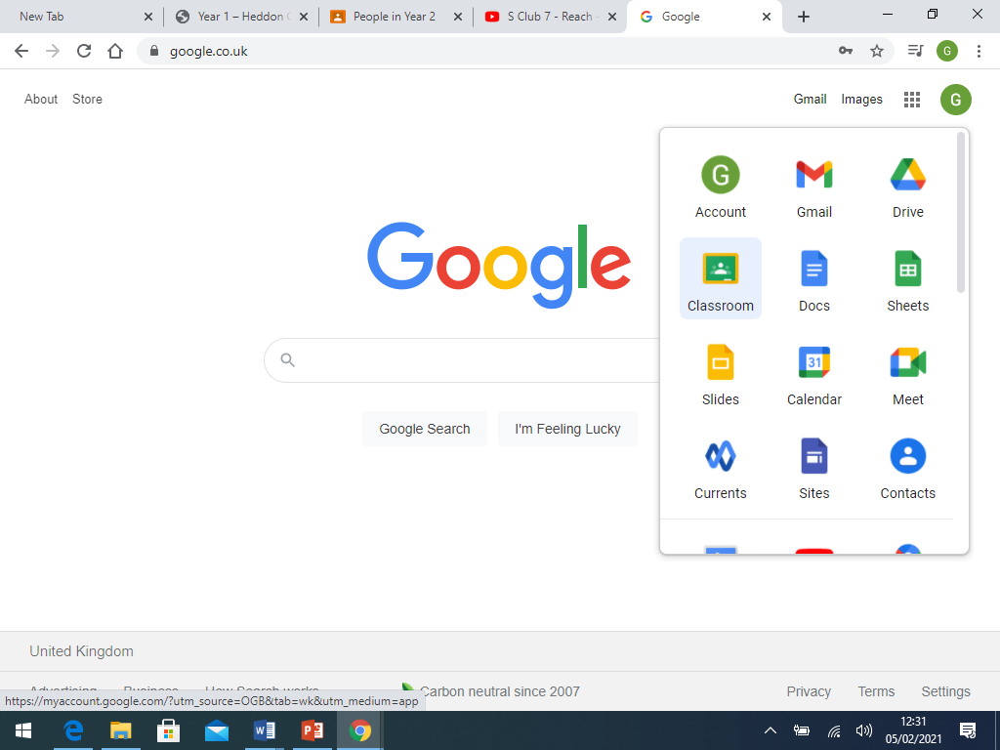 New Tab
Year 1 – Heddon
People in Year 2
S Club 7 - Reach -
Google
google.co.uk
G
About Store
Gmail Images
G
Google
Google Search I'm Feeling Lucky
G
Account Gmail Drive
Classroom Docs Sheets
31
Slides Calendar Meet
Currents Sites Contacts
United Kingdom
Advertising Business How Search works
Carbon neutral since 2007
Privacy Terms Settings
https://myaccount.google.com/?utm_source=OGB&tab=wk&utm_medium=app
12:31
05/02/2021